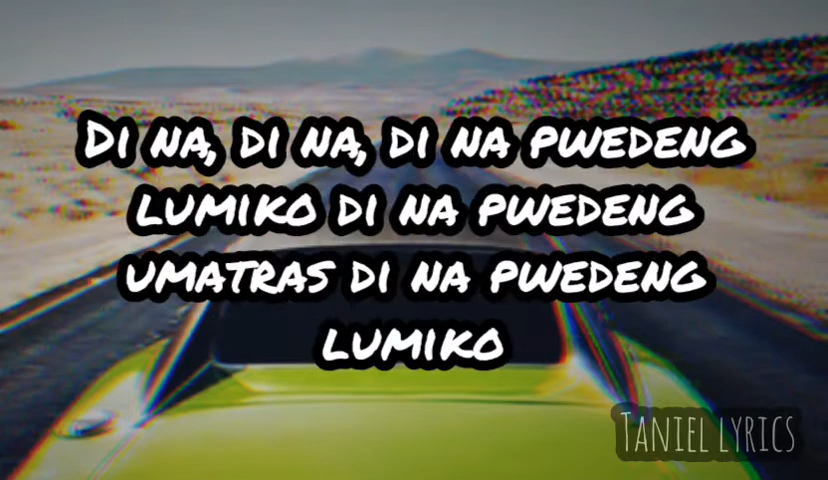 Di na, di na, di na pwedeng
lumiko di na pwedeng
umatras di na pwedeng
lumiko
Taniel lyrics